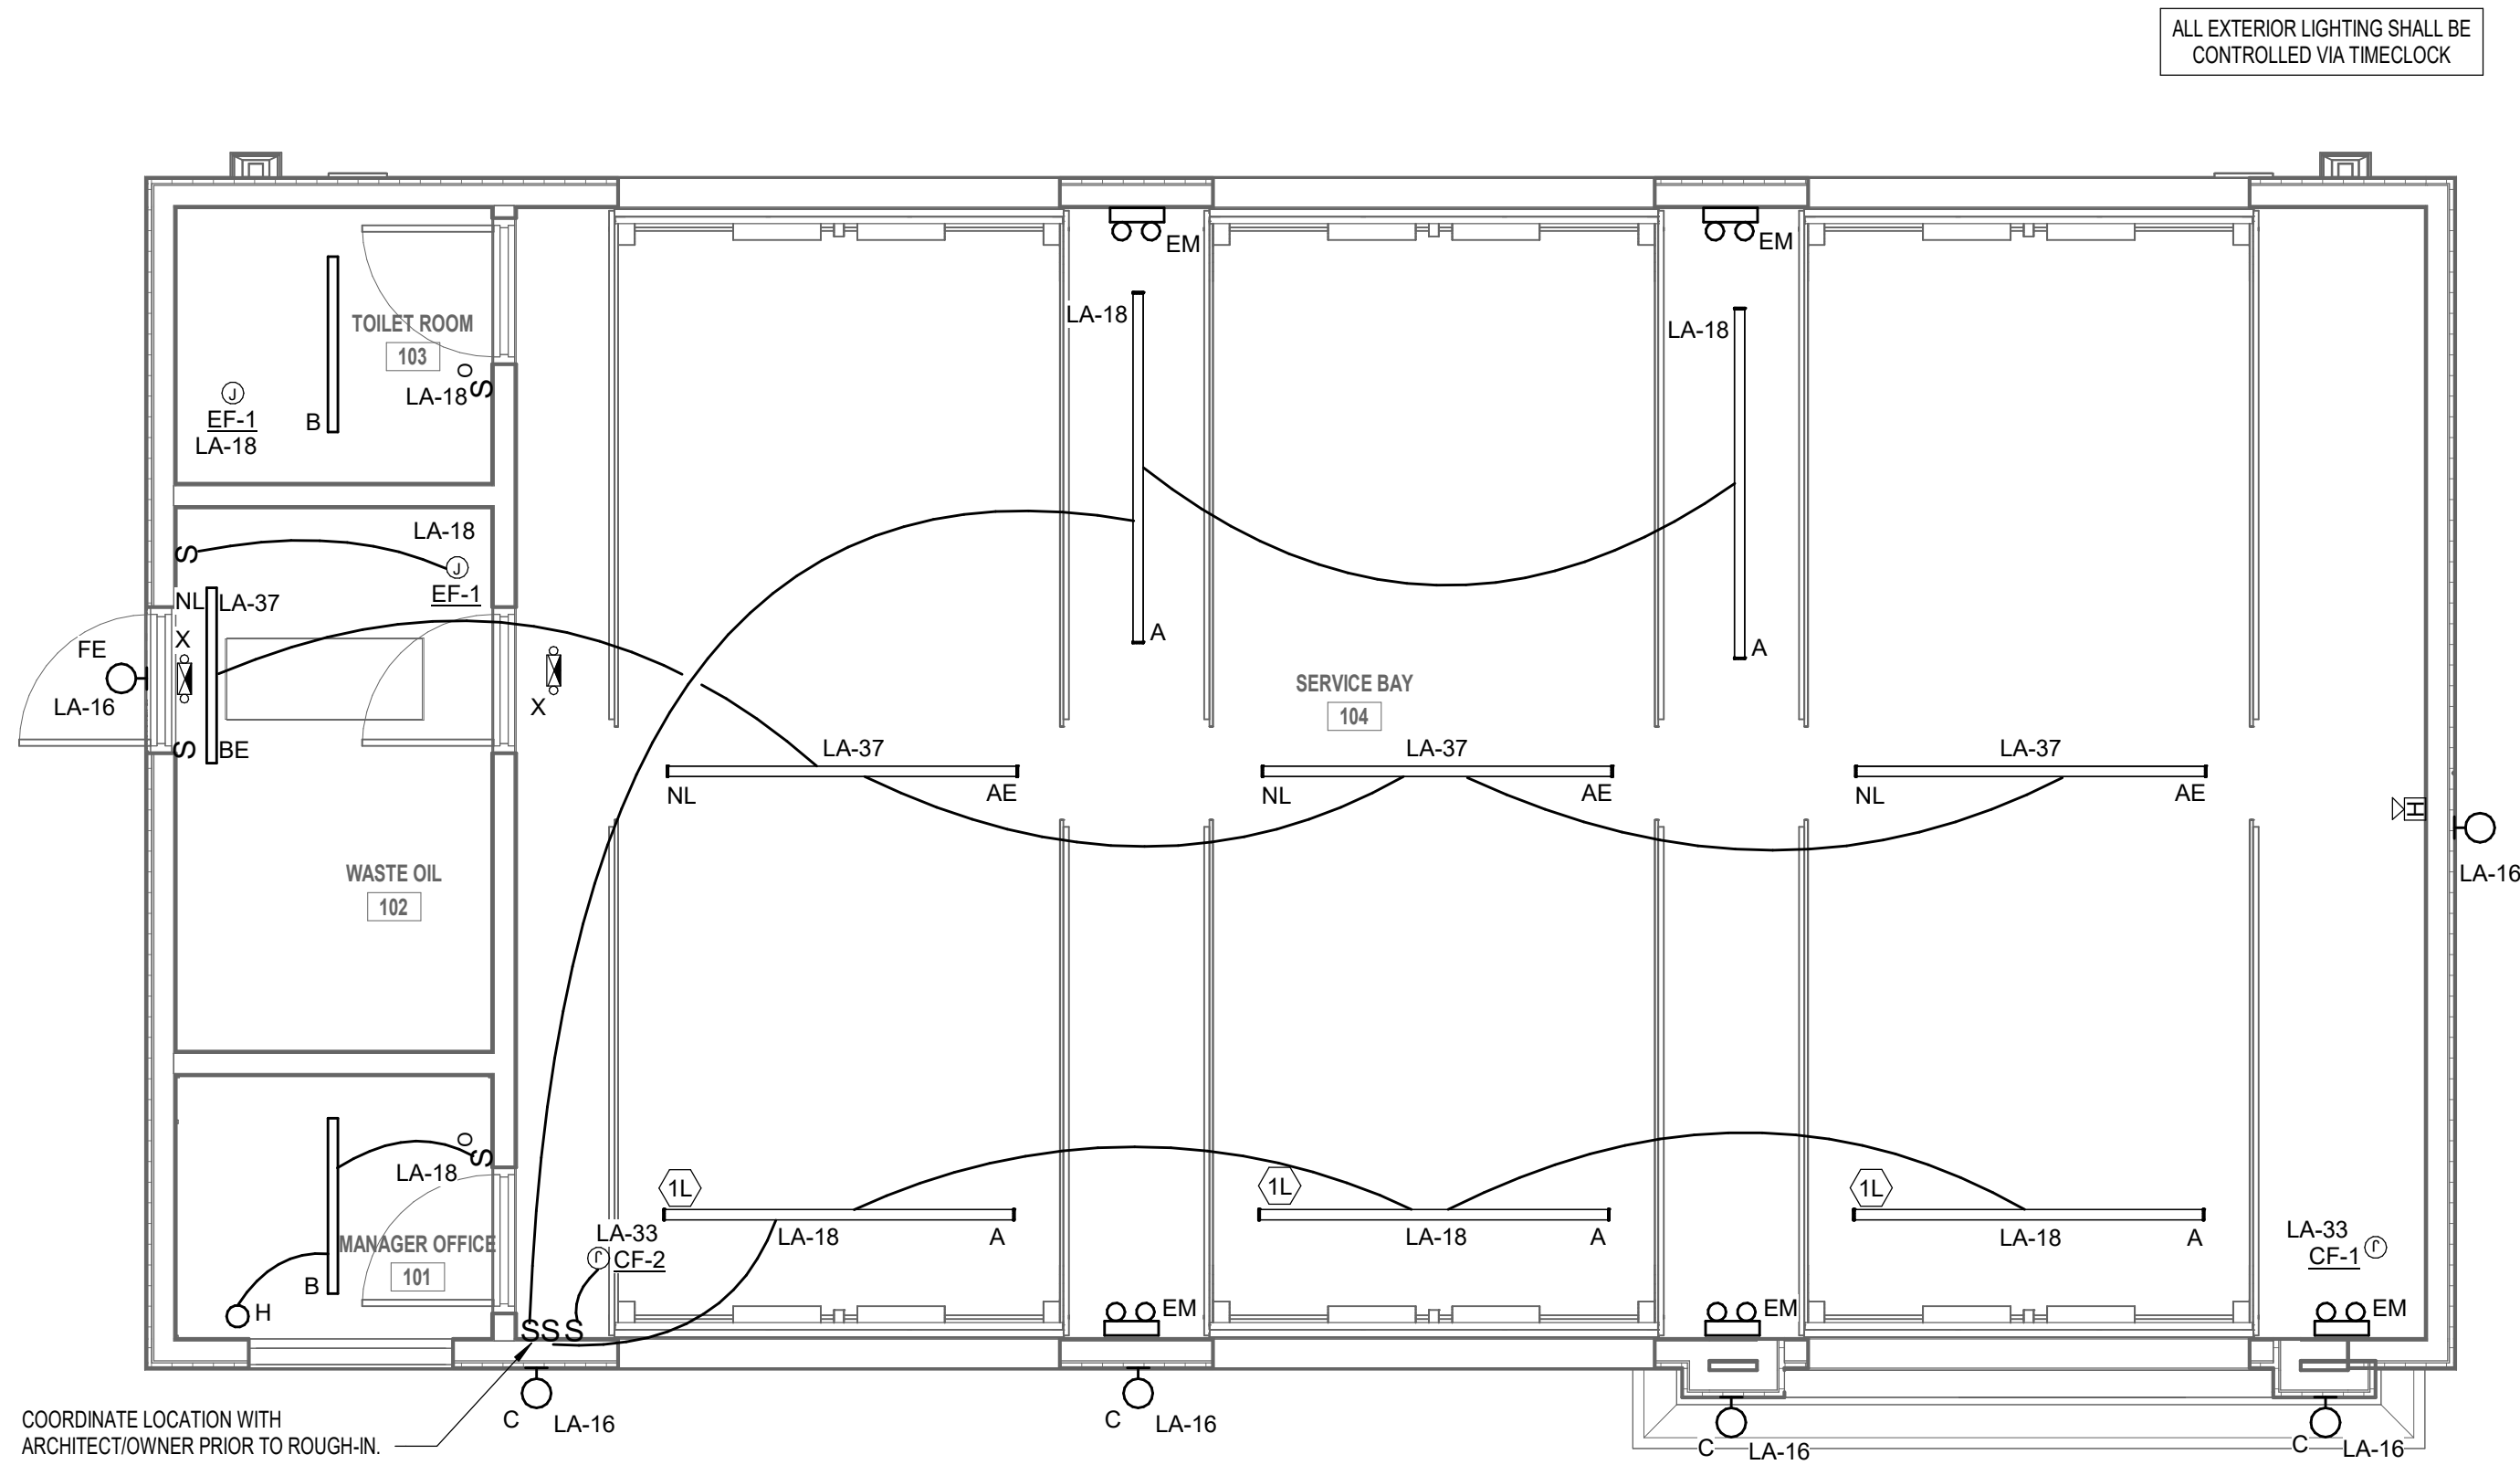 ALL EXTERIOR LIGHTING SHALL BE
CONTROLLED VIA TIMECLOCK
EM
EM
LA-18
LA-18
TOILET ROOM
103
O
S
LA-18
J
EF-1
LA-18
B
LA-18
S
J
EF-1
NL
LA-37
X
FE
LA-16
S
BE
X
A
A
SERVICE BAY
104
LA-37
LA-37
LA-37
NL
AE
NL
AE
NL
AE
H
LA-16
WASTE OIL
102
O
S
LA-18
1L
1L
1L
LA-33
J
CF-2
LA-18
A
LA-18
A
LA-18
A
LA-33
CF-1
J
MANAGER OFFICE
101
B
H
EM
EM
EM
SSS
C
LA-16
C
LA-16
C
LA-16
C
LA-16
COORDINATE LOCATION WITH
ARCHITECT/OWNER PRIOR TO ROUGH-IN.